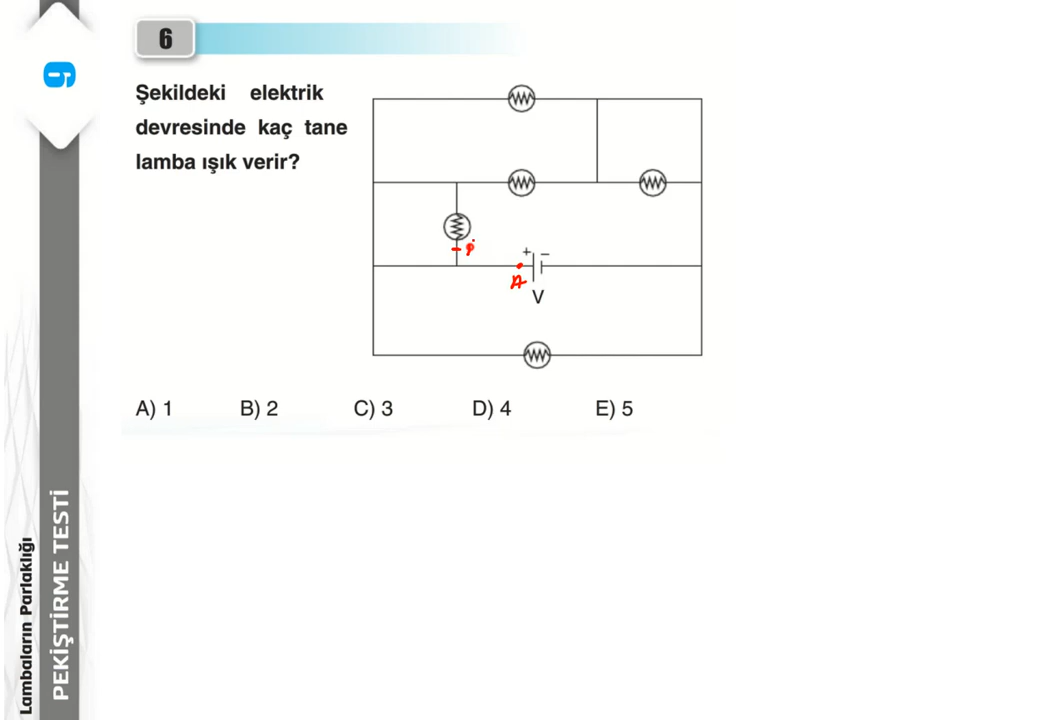 6
Şekildeki elektrik
devresinde kaç tane
lamba ışık verir?
+ −
A
V
A) 1
B) 2
C) 3
D) 4
E) 5
9
PEKİŞTİRME TESTİ
Lambaların Parlaklığı